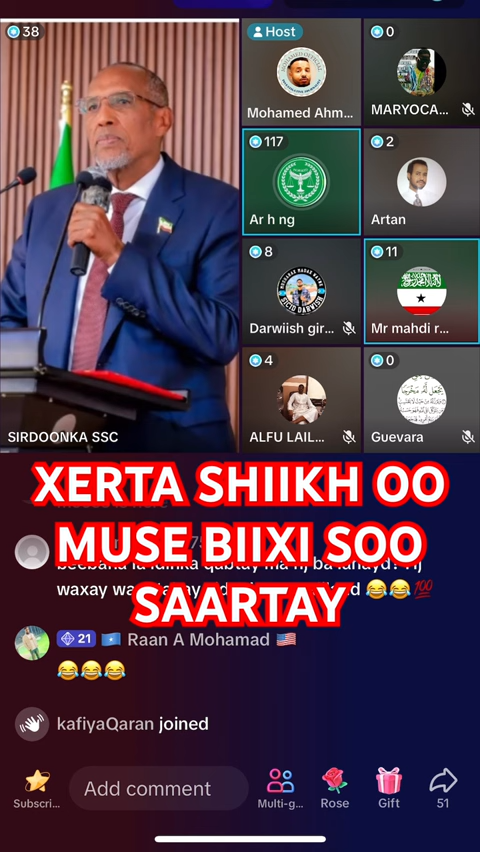 38
Host
Mohamed Ahm...
0
MARYOCA...
117
Ar h ng
2
Artan
8
Darwiish gir...
11
Mr mahdi r...
SIRDOONKA SSC
4
ALFU LAIL...
0
Guevara
XERTA SHIIKH OO
MUSE BIIXI SOO
SAARTAY
waxay
😂😂💯
21 🇸🇴 Raan A Mohamad 🇺🇸
😂😂😂
kafiyaQaran joined
Subscri...
Add comment
Multi-g...
Rose
Gift
51